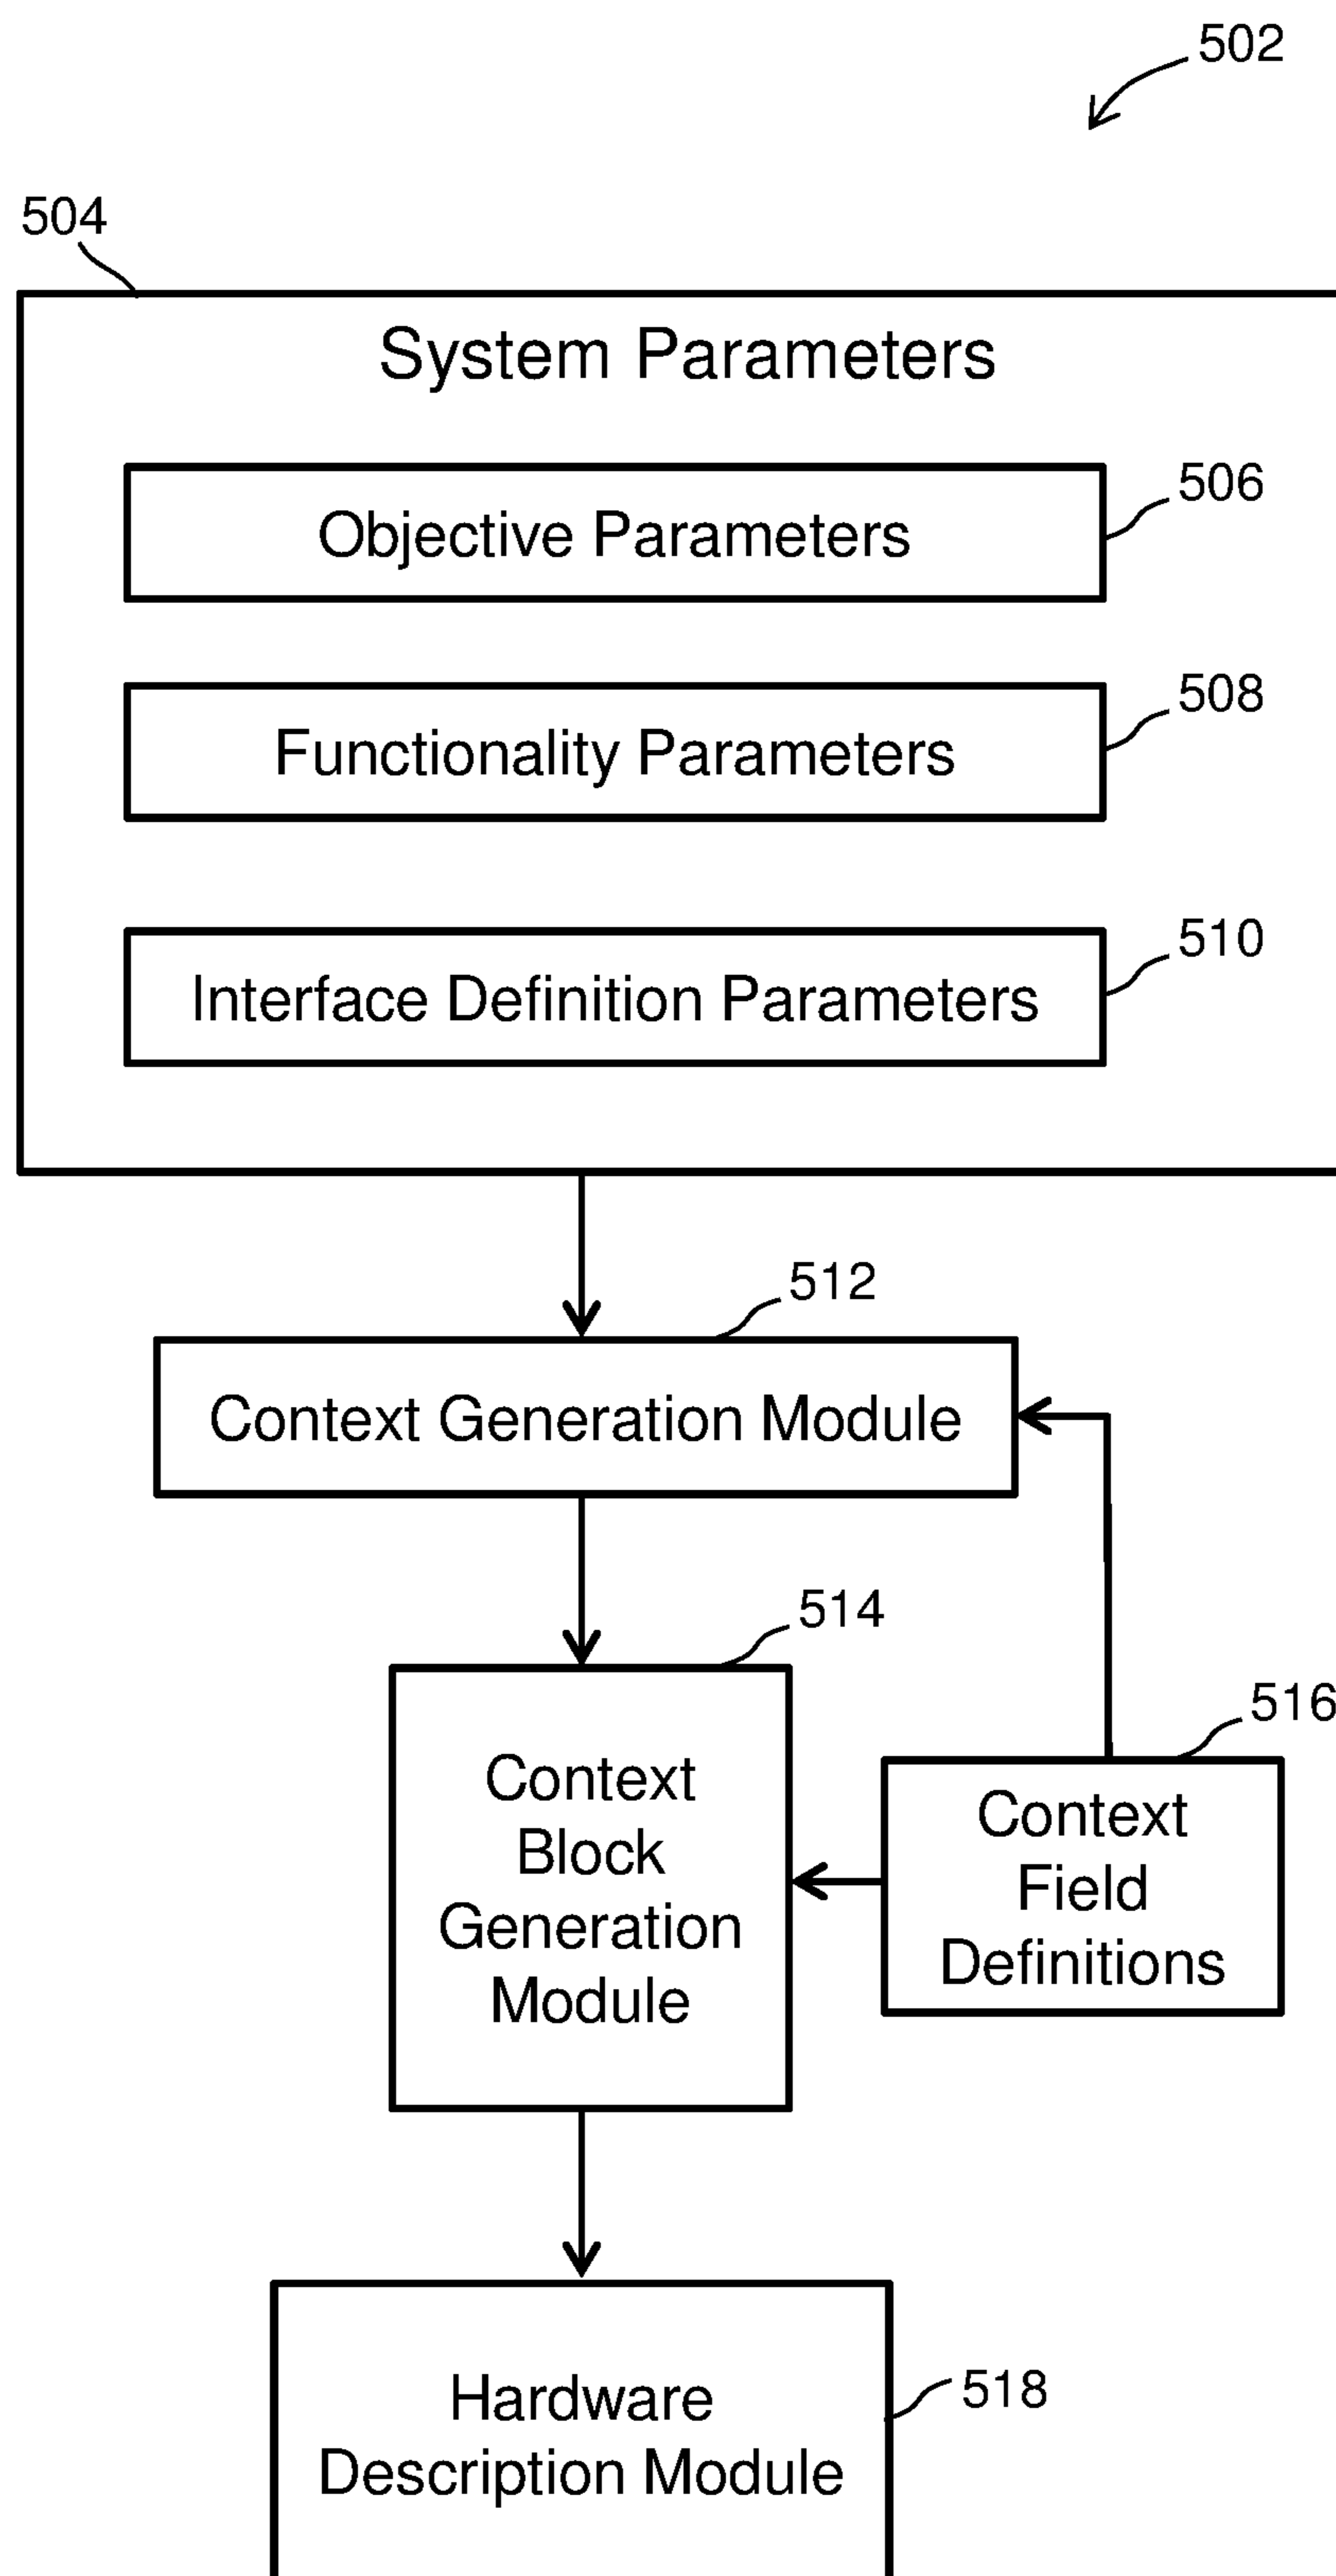 502
504
System Parameters
506
Objective Parameters
508
Functionality Parameters
510
Interface Definition Parameters
512
Context Generation Module
514
516
Context
Block
Generation
Module
Context
Field
Definitions
518
Hardware
Description Module